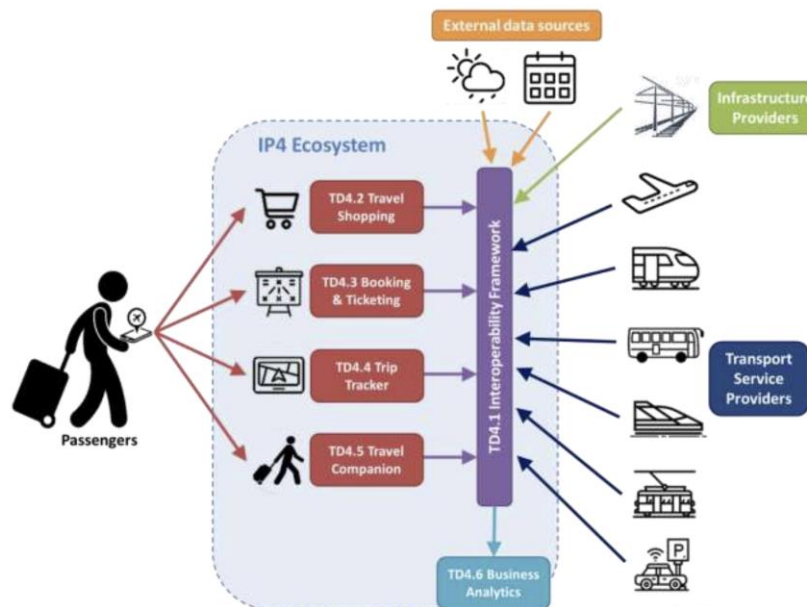 External data sources
Infrastructure
Providers
IP4 Ecosystem
TD4.2 Travel
Shopping
TD4.3 Booking
& Ticketing
TD4.4 Trip
Tracker
TD4.5 Travel
Companion
TD4.1 Interoperability Framework
Passengers
Transport
Service
Providers
P
TD4.6 Business
Analytics